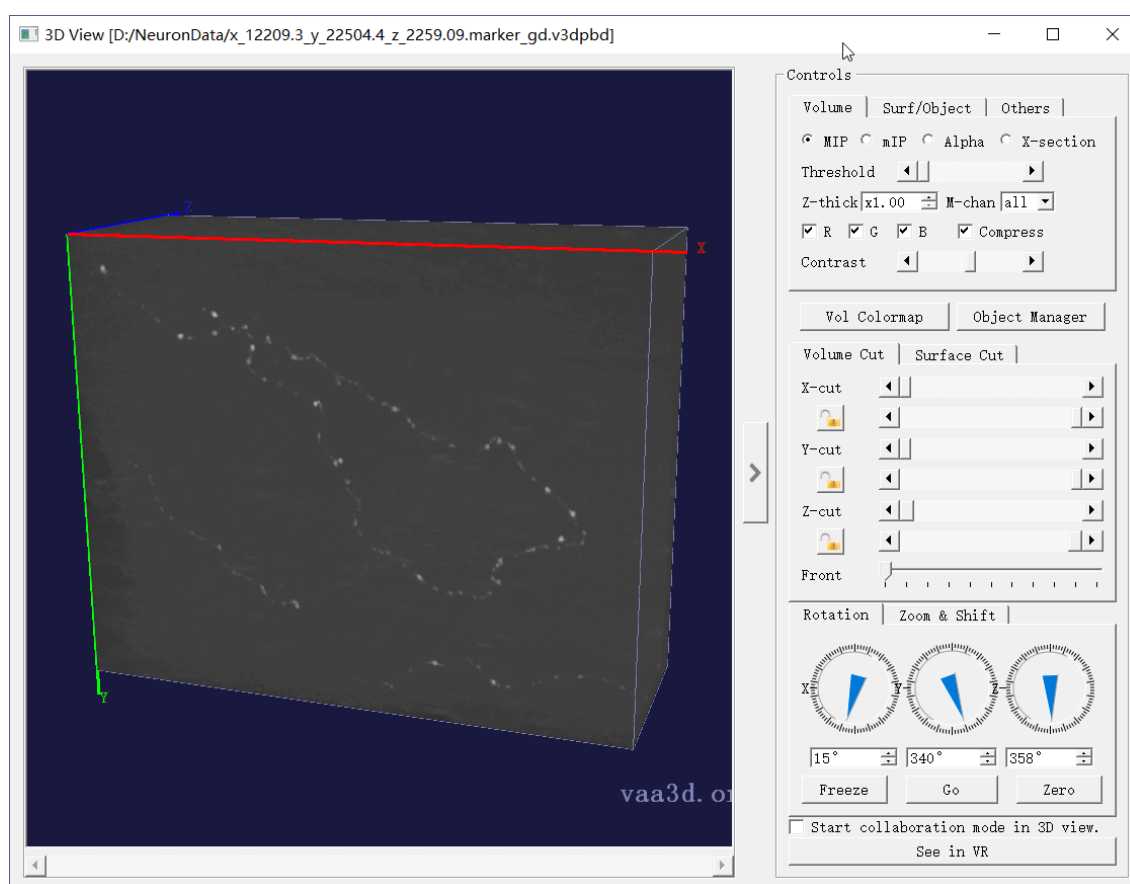 3D View [D:/NeuronData/x_12209.3_y_22504.4_z_2259.09.marker_gd.v3dpbd]
Controls
Volume Surf/Object Others
MIP mIP Alpha X-section
Threshold
Z-thick x1.00 M-chan all
R G B Compress
Contrast
Vol Colormap Object Manager
Volume Cut Surface Cut
X-cut
Y-cut
Z-cut
Front
Rotation Zoom & Shift
X Y Z
15° 340° 358°
Freeze Go Zero
Start collaboration mode in 3D view.
See in VR
Z
X
Y
vaa3d.